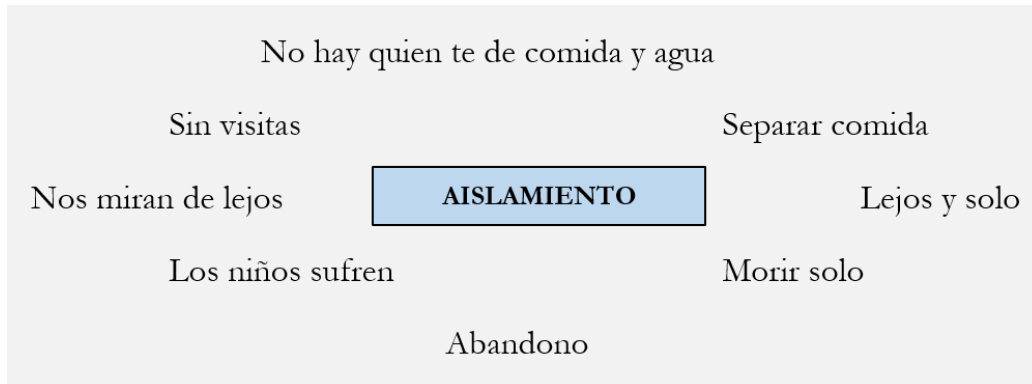 No hay quien te de comida y agua
Sin visitas
Separar comida
Nos miran de lejos
AISLAMIENTO
Lejos y solo
Los niños sufren
Morir solo
Abandono